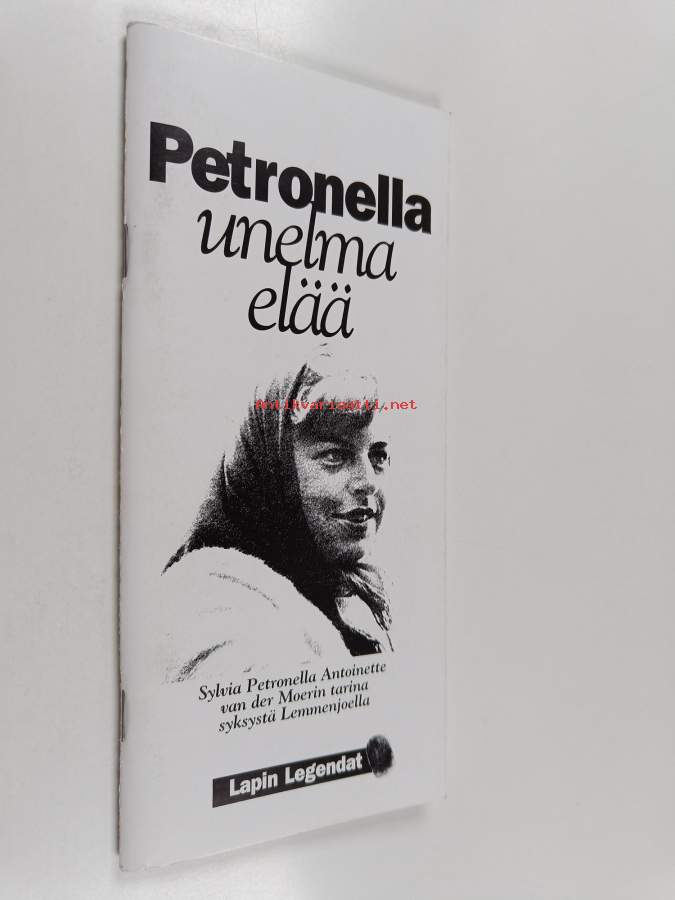 Petronella
unelma
elää
Antikvariaatti.net
Sylvia Petronella Antoinette
van der Moerin tarina
syksystä Lemmenjoella
Lapin Legendat